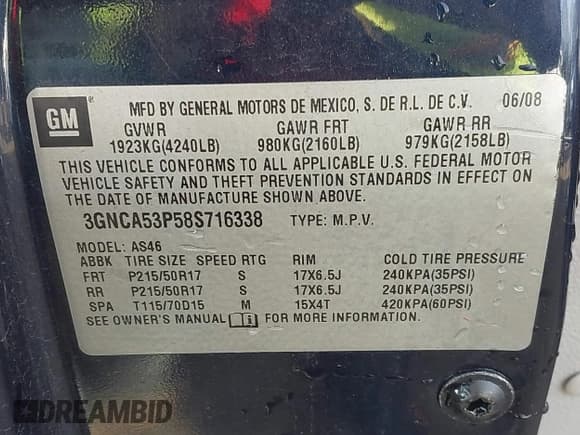 GM ® MFD BY GENERAL MOTORS DE MEXICO, S. DE R.L. DE C.V. 06/08
GVWR GAWR FRT GAWR RR
1923KG(4240LB) 980KG(2160LB) 979KG(2158LB)
THIS VEHICLE CONFORMS TO ALL APPLICABLE U.S. FEDERAL MOTOR
VEHICLE SAFETY AND THEFT PREVENTION STANDARDS IN EFFECT ON
THE DATE OF MANUFACTURE SHOWN ABOVE.
3GNCA53P58S716338 TYPE: M.P.V.
MODEL: AS46
ABBK TIRE SIZE SPEED RTG RIM COLD TIRE PRESSURE
FRT P215/50R17 S 17X6.5J 240KPA(35PSI)
RR P215/50R17 S 17X6.5J 240KPA(35PSI)
SPA T115/70D15 M 15X4T 420KPA(60PSI)
SEE OWNER'S MANUAL FOR MORE INFORMATION.
DREAMBID